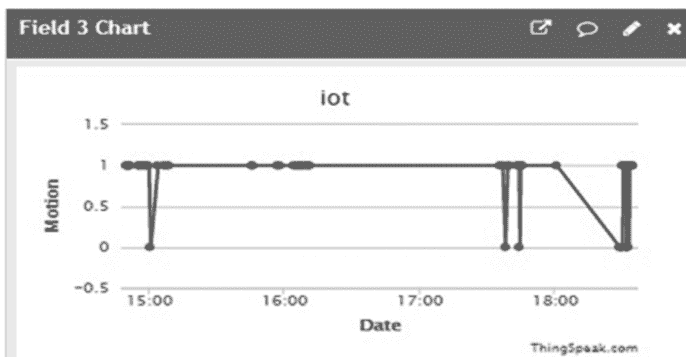 Field 3 Chart
iot
1.5
1
0.5
0
-0.5
Motion
15:00 16:00 17:00 18:00
Date
ThingSpeak.com